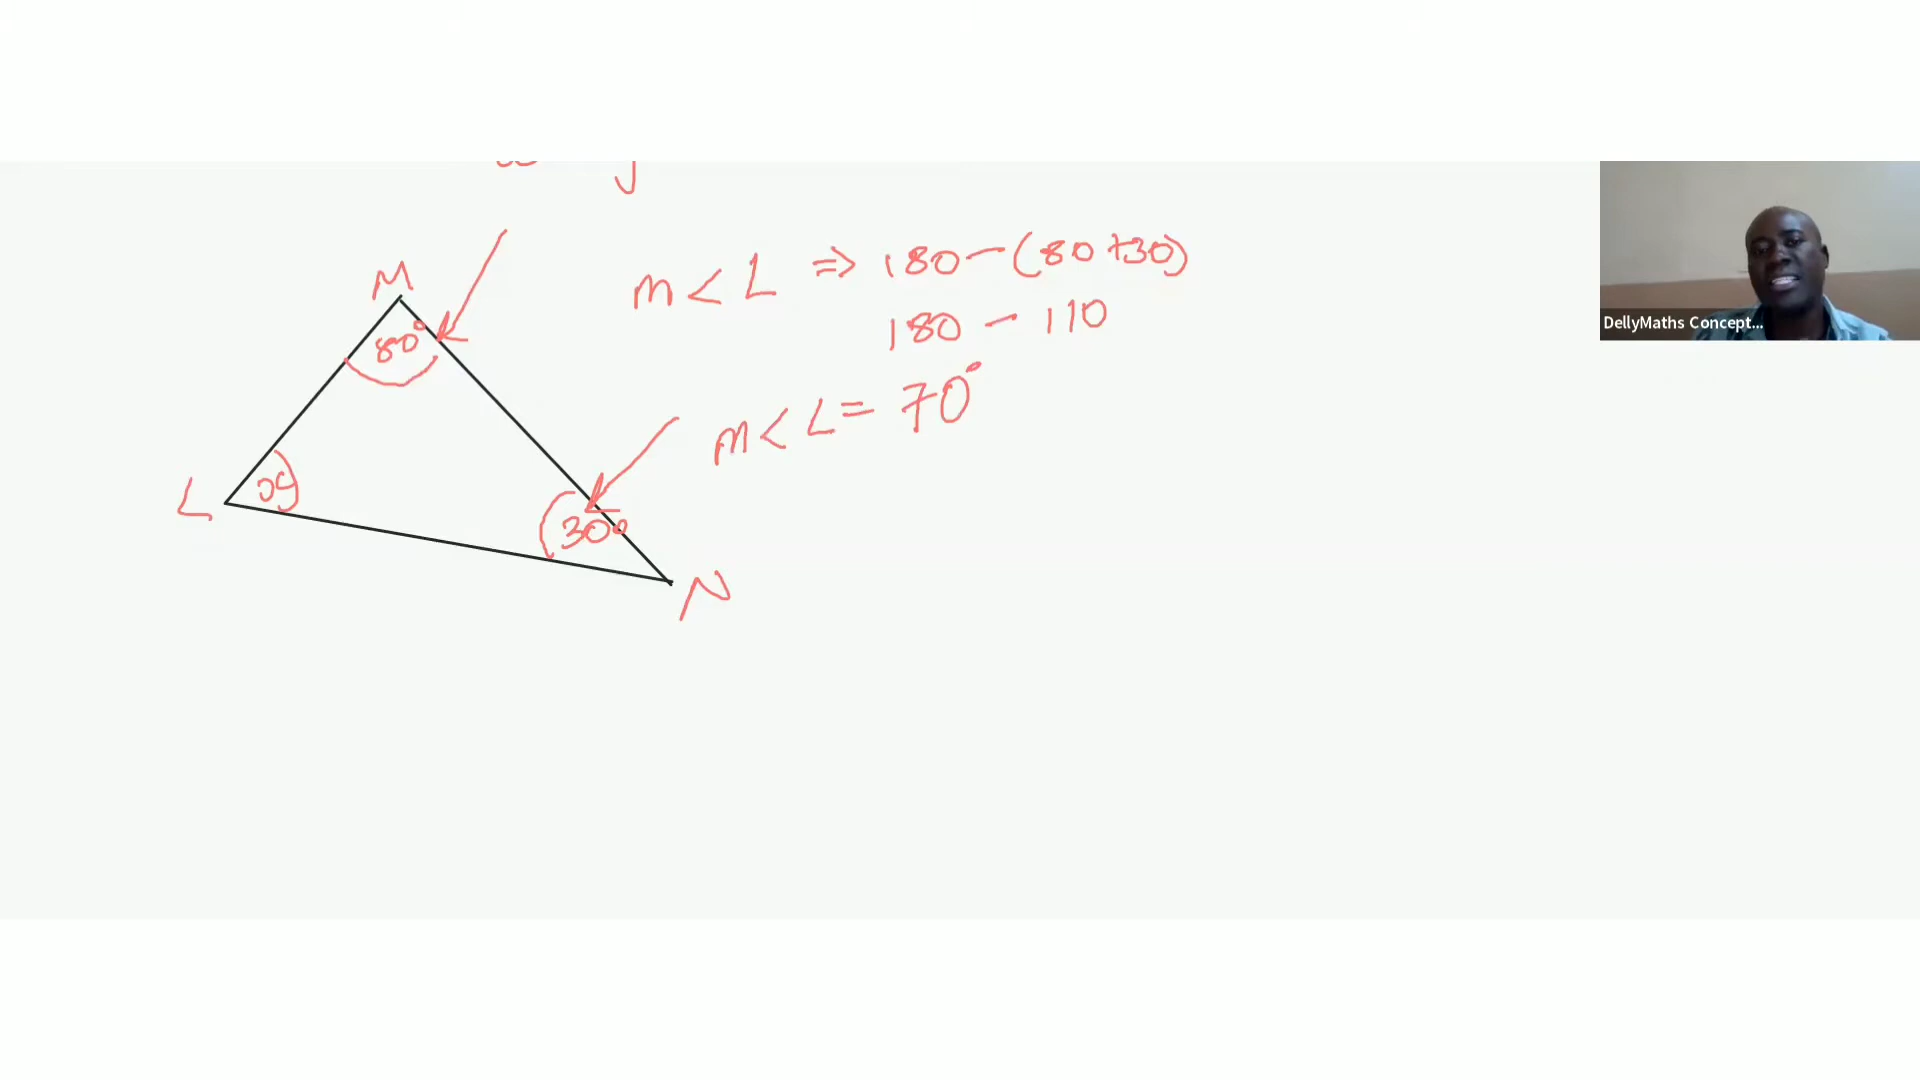 M
80°
L
30°
N
m < L ⇒ 180 - (80 + 30)
180 - 110
m < L = 70°
DellyMaths Concept...